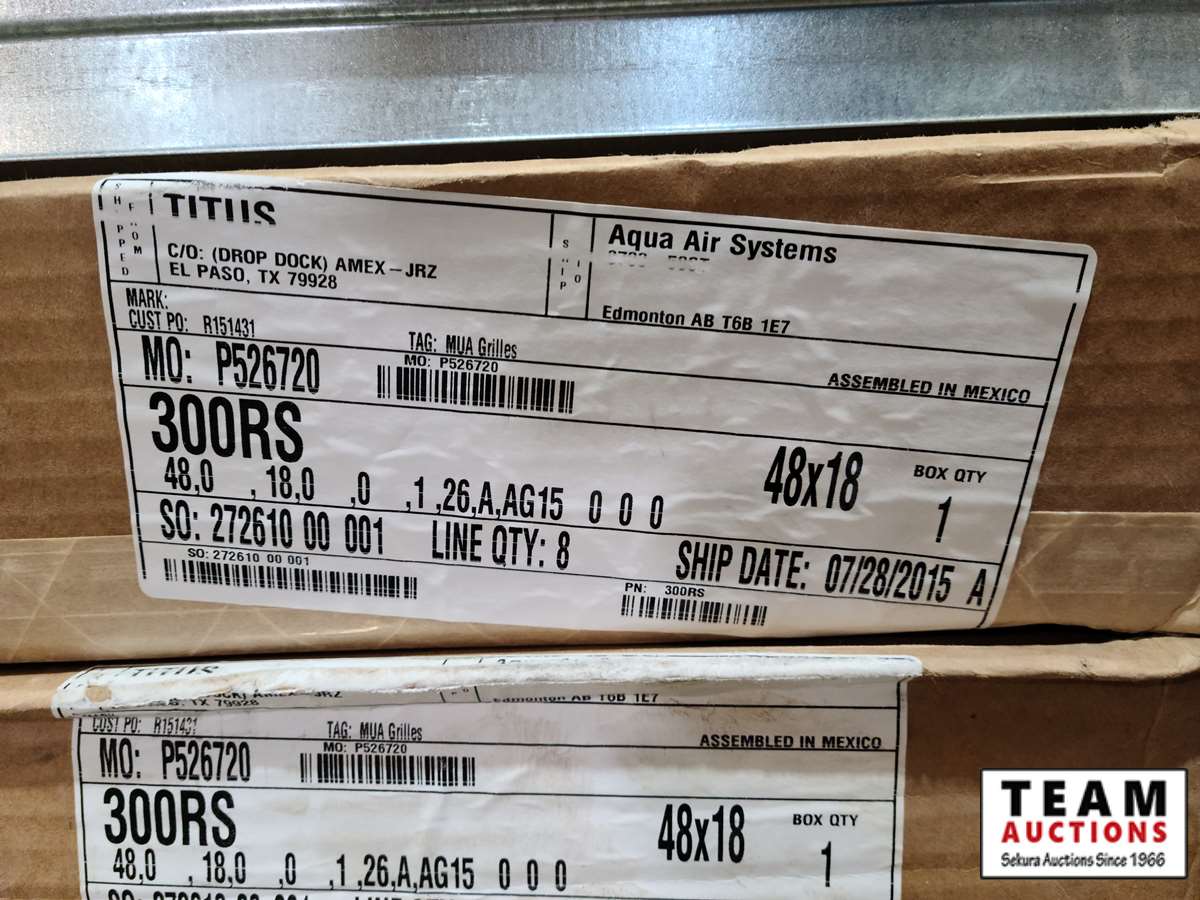 SHIPPED
FROM
TITUS
C/O: (DROP DOCK) AMEX-JRZ
EL PASO, TX 79928
SHIP
TO
Aqua Air Systems
Edmonton AB T6B 1E7
MARK:
CUST PO: R151431
TAG: MUA Grilles
MO: P526720
MO: P526720
ASSEMBLED IN MEXICO
300RS
48x18
BOX QTY
1
48,0 , 18,0 ,0 ,1 ,26,A,AG15 0 0 0
SO: 272610 00 001
LINE QTY: 8
SHIP DATE: 07/28/2015 A
SO: 272610 00 001
PN: 300RS
TITUS
TX 79928
Edmonton AB T6B 1E7
CUST PO: R151431
TAG: MUA Grilles
MO: P526720
MO: P526720
ASSEMBLED IN MEXICO
300RS
48x18
BOX QTY
1
48,0 , 18,0 ,0 ,1 ,26,A,AG15 0 0 0
TEAM
AUCTIONS
Sekura Auctions Since 1966